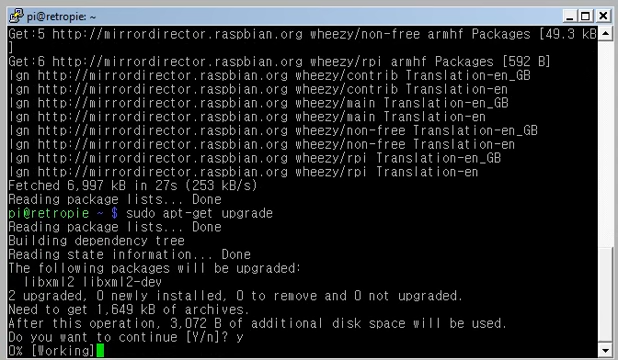 pi@retropie: ~
Get:5 http://mirrordirector.raspbian.org wheezy/non-free armhf Packages [49.3 kB
]
Get:6 http://mirrordirector.raspbian.org wheezy/rpi armhf Packages [592 B]
Ign http://mirrordirector.raspbian.org wheezy/contrib Translation-en_GB
Ign http://mirrordirector.raspbian.org wheezy/contrib Translation-en
Ign http://mirrordirector.raspbian.org wheezy/main Translation-en_GB
Ign http://mirrordirector.raspbian.org wheezy/main Translation-en
Ign http://mirrordirector.raspbian.org wheezy/non-free Translation-en_GB
Ign http://mirrordirector.raspbian.org wheezy/non-free Translation-en
Ign http://mirrordirector.raspbian.org wheezy/rpi Translation-en_GB
Ign http://mirrordirector.raspbian.org wheezy/rpi Translation-en
Fetched 6,997 kB in 27s (253 kB/s)
Reading package lists... Done
pi@retropie ~ $ sudo apt-get upgrade
Reading package lists... Done
Building dependency tree
Reading state information... Done
The following packages will be upgraded:
  libxml2 libxml2-dev
2 upgraded, 0 newly installed, 0 to remove and 0 not upgraded.
Need to get 1,649 kB of archives.
After this operation, 3,072 B of additional disk space will be used.
Do you want to continue [Y/n]? y
0% [Working]